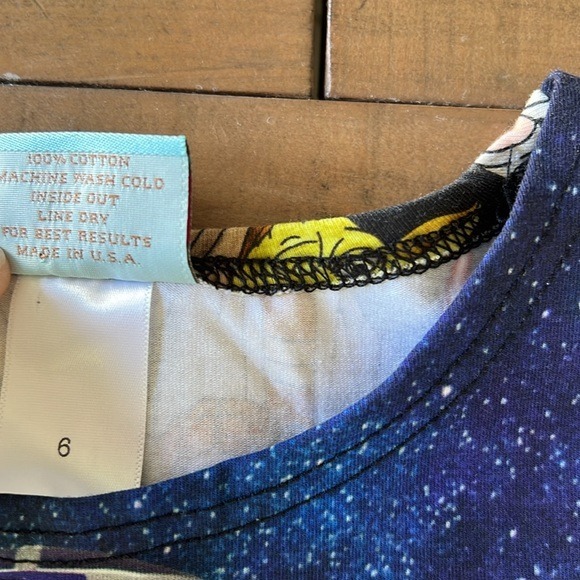 100% COTTON
MACHINE WASH COLD
INSIDE OUT
LINE DRY
FOR BEST RESULTS
MADE IN U.S.A.
6